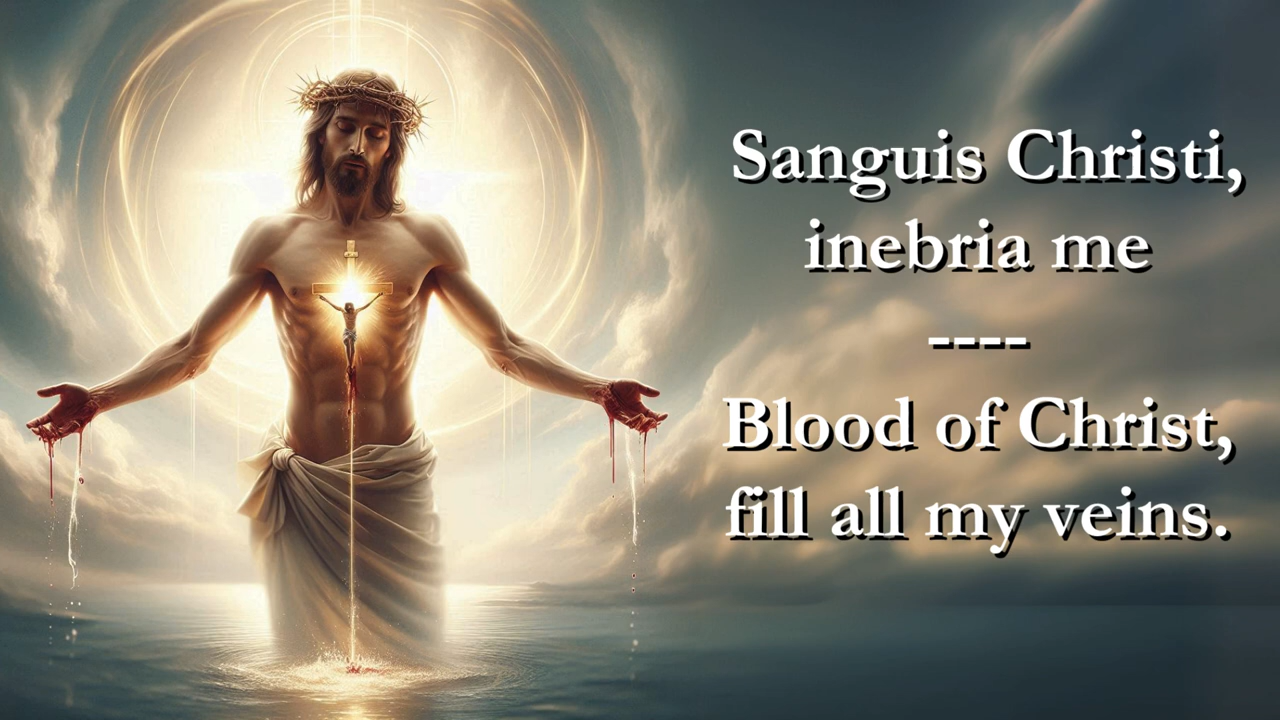 Sanguis Christi,
inebria me
----
Blood of Christ,
fill all my veins.